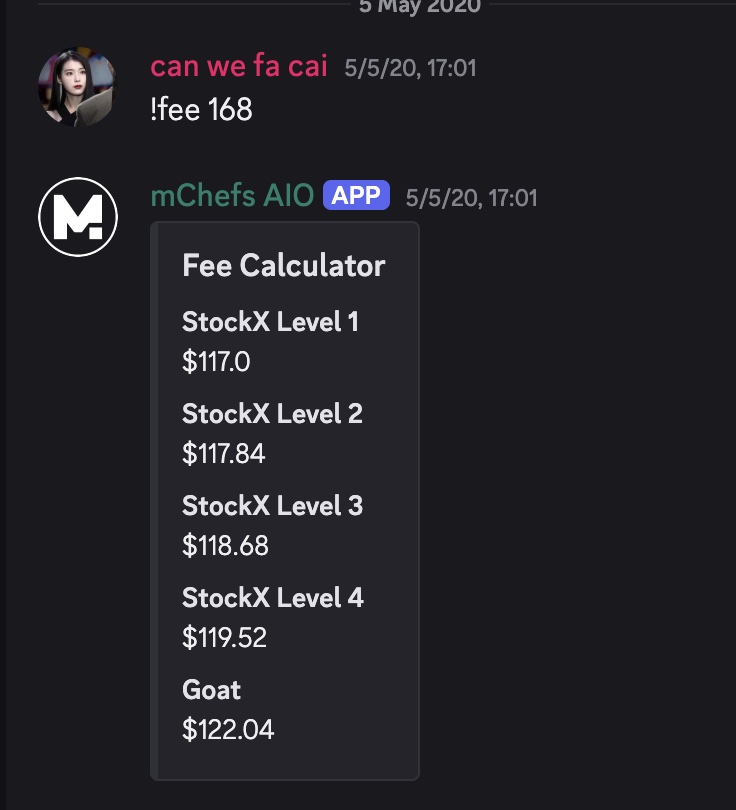 5 May 2020
can we fa cai 5/5/20, 17:01
!fee 168
M.
mChefs AIO APP 5/5/20, 17:01
Fee Calculator
StockX Level 1
$117.0
StockX Level 2
$117.84
StockX Level 3
$118.68
StockX Level 4
$119.52
Goat
$122.04